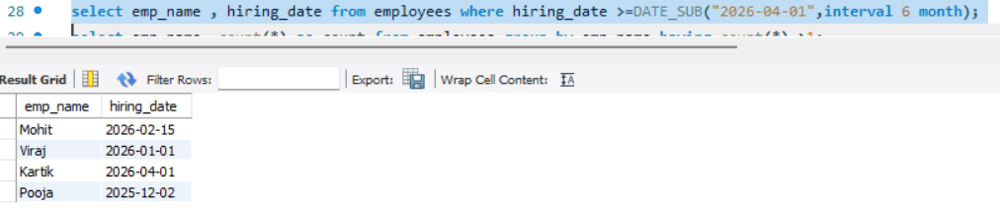 28 select emp_name , hiring_date from employees where hiring_date >=DATE_SUB("2026-04-01",interval 6 month);
Result Grid Filter Rows: Export: Wrap Cell Content: IA
emp_name hiring_date
Mohit 2026-02-15
Viraj 2026-01-01
Kartik 2026-04-01
Pooja 2025-12-02